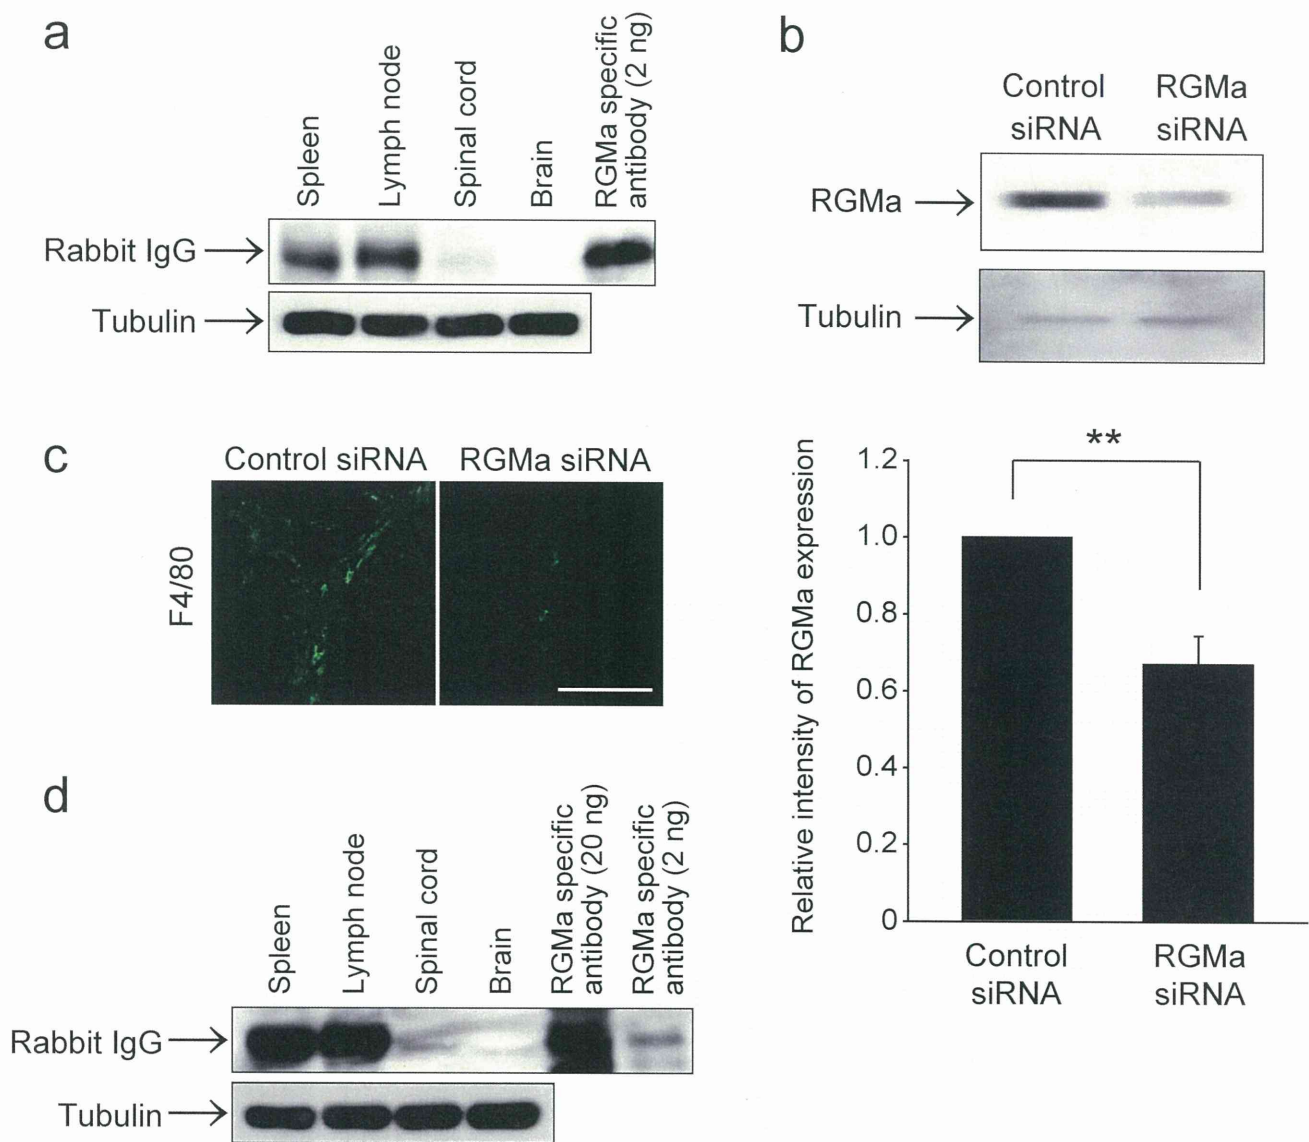 a
Spleen
Lymph node
Spinal cord
Brain
RGMa specific
antibody (2 ng)
Rabbit IgG
Tubulin
b
Control
siRNA
RGMa
siRNA
RGMa
Tubulin
c
Control siRNA
RGMa siRNA
F4/80
**
Relative intensity of RGMa expression
1.2
1.0
0.8
0.6
0.4
0.2
0
Control
siRNA
RGMa
siRNA
d
Spleen
Lymph node
Spinal cord
Brain
RGMa specific
antibody (20 ng)
RGMa specific
antibody (2 ng)
Rabbit IgG
Tubulin